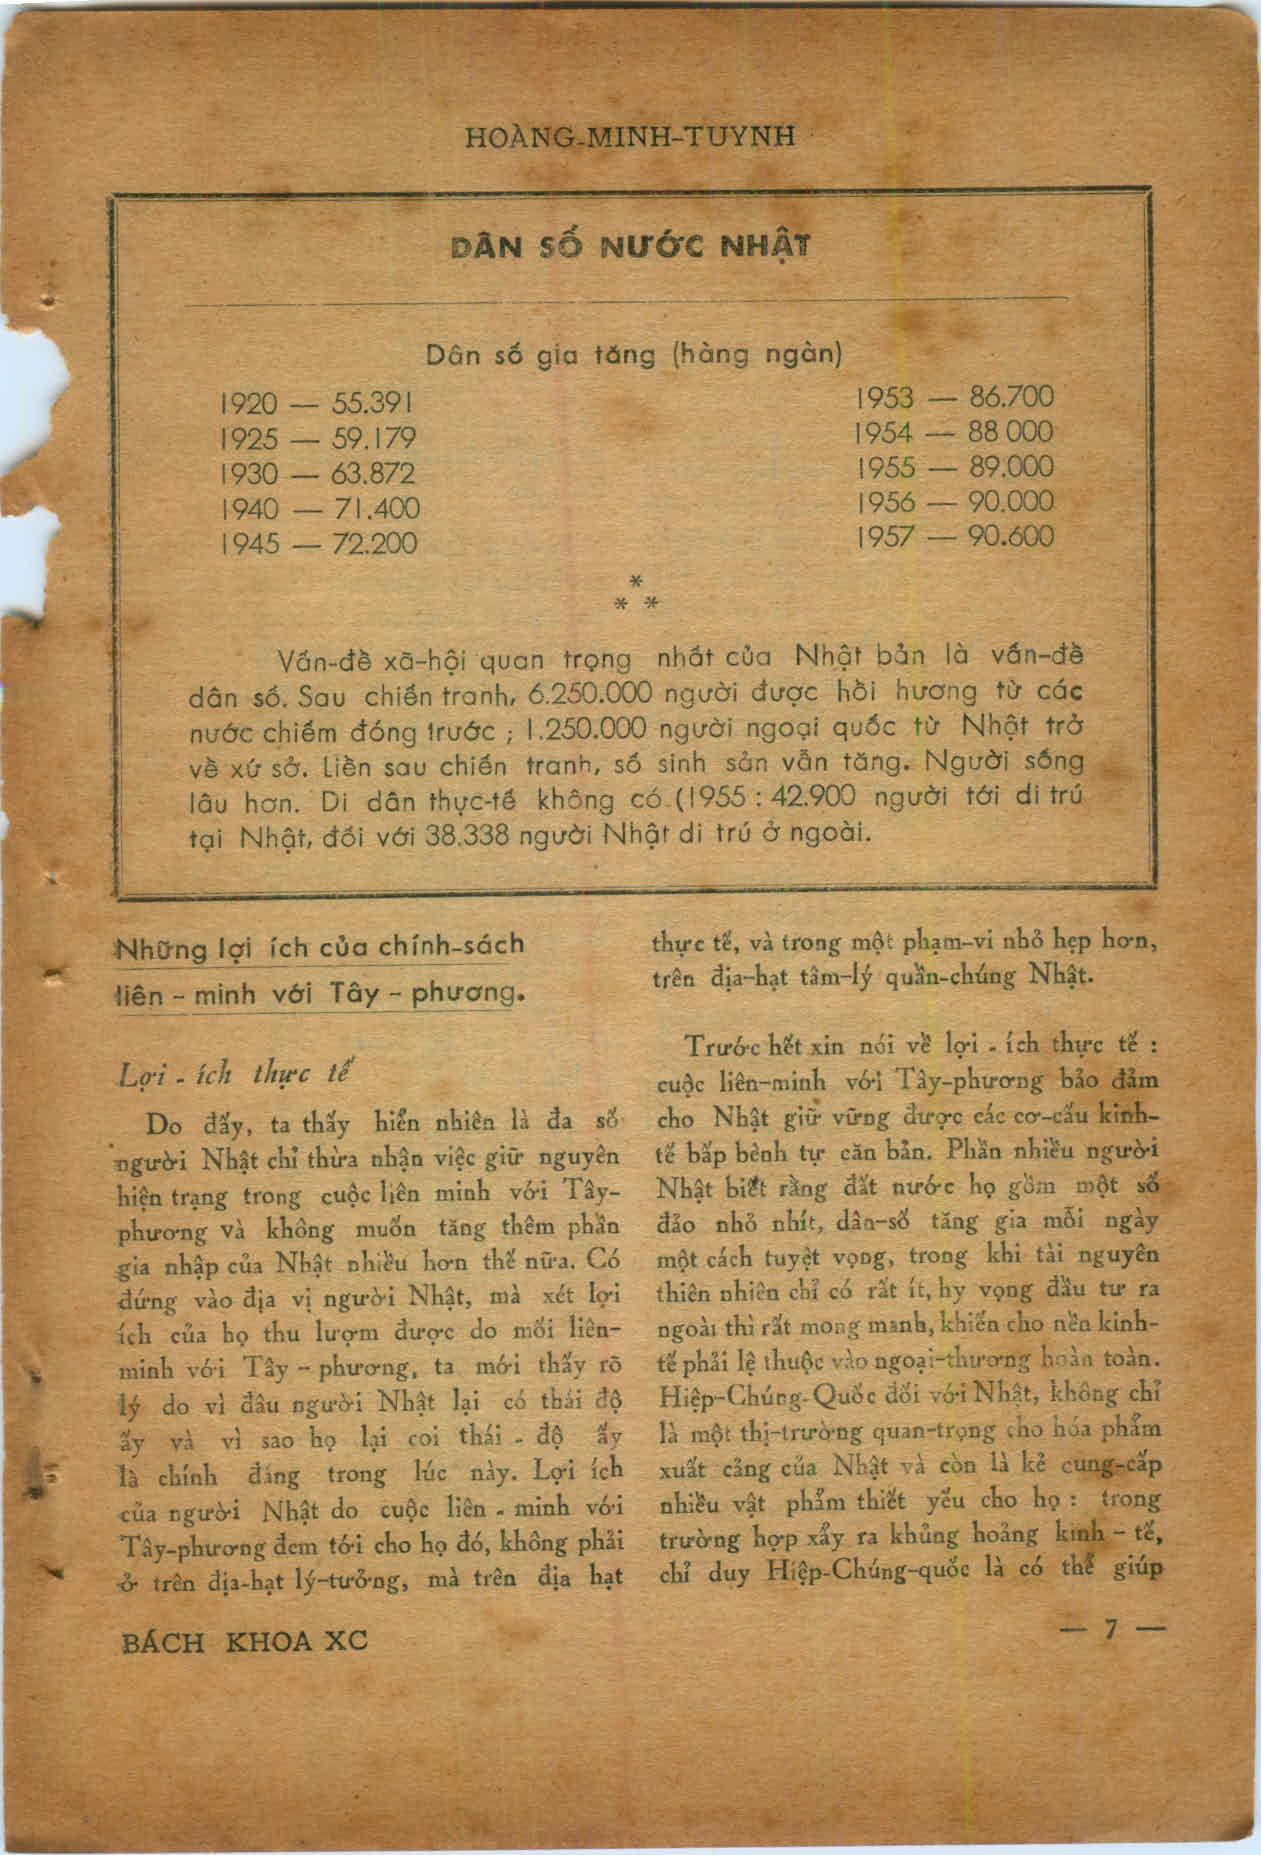 HOÀNG-MINH-TUYNH
DÂN SỐ NƯỚC NHẬT
Dân số gia tăng (hàng ngàn)
1920 — 55.391
1925 — 59.179
1930 — 63.872
1940 — 71.400
1945 — 72.200
1953 — 86.700
1954 — 88 000
1955 — 89.000
1956 — 90.000
1957 — 90.600
*
* *
Vấn-đề xã-hội quan trọng nhất của Nhật bản là vấn-đề
dân số. Sau chiến tranh, 6.250.000 người được hồi hương từ các
nước chiếm đóng trước ; 1.250.000 người ngoại quốc từ Nhật trở
về xứ sở. Liền sau chiến tranh, số sinh sản vẫn tăng. Người sống
lâu hơn. Di dân thực-tế không có (1955 : 42.900 người tới di trú
tại Nhật, đối với 38.338 người Nhật di trú ở ngoài.
Những lợi ích của chính-sách
liên - minh với Tây - phương.
Lợi - ích thực tế
Do đấy, ta thấy hiển nhiên là đa số
người Nhật chỉ thừa nhận việc giữ nguyên
hiện trạng trong cuộc liên minh với Tây-
phương và không muốn tăng thêm phần
gia nhập của Nhật nhiều hơn thế nữa. Có
đứng vào địa vị người Nhật, mà xét lợi
ích của họ thu lượm được do mối liên-
minh với Tây - phương, ta mới thấy rõ
lý do vì đâu người Nhật lại có thái độ
ấy và vì sao họ lại coi thái - độ ấy
là chính đáng trong lúc này. Lợi ích
của người Nhật do cuộc liên - minh với
Tây-phương đem tới cho họ đó, không phải
ở trên địa-hạt lý-tưởng, mà trên địa hạt
thực tế, và trong một phạm-vi nhỏ hẹp hơn,
trên địa-hạt tâm-lý quần-chúng Nhật.
Trước hết xin nói về lợi - ích thực tế :
cuộc liên-minh với Tây-phương bảo đảm
cho Nhật giữ vững được các cơ-cấu kinh-
tế bấp bênh tự căn bản. Phần nhiều người
Nhật biết rằng đất nước họ gồm một số
đảo nhỏ nhít, dân-số tăng gia mỗi ngày
một cách tuyệt vọng, trong khi tài nguyên
thiên nhiên chỉ có rất ít, hy vọng đầu tư ra
ngoài thì rất mong manh, khiến cho nền kinh-
tế phải lệ thuộc vào ngoại-thương hoàn toàn.
Hiệp-Chúng-Quốc đối với Nhật, không chỉ
là một thị-trường quan-trọng cho hóa phẩm
xuất cảng của Nhật và còn là kẻ cung-cấp
nhiều vật phẩm thiết yếu cho họ : trong
trường hợp xẩy ra khủng hoảng kinh - tế,
chỉ duy Hiệp-Chúng-quốc là có thể giúp
BÁCH KHOA XC
— 7 —